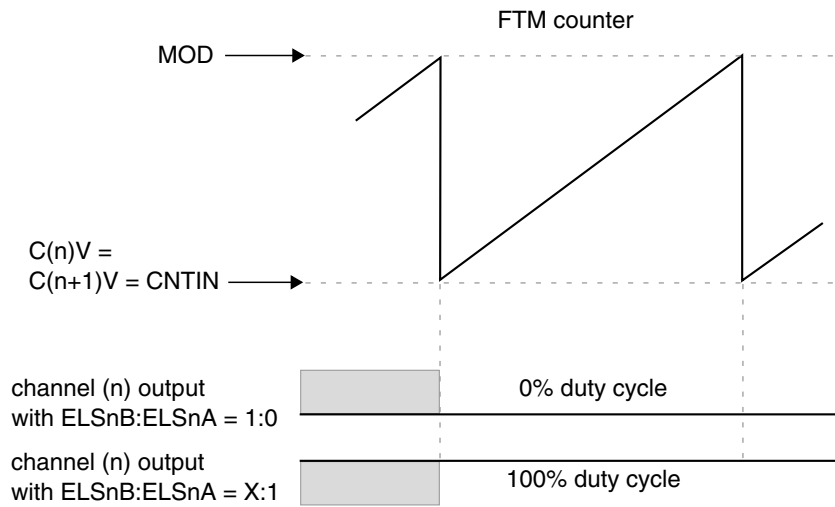 FTM counter
MOD
C(n)V =
C(n+1)V = CNTIN
channel (n) output
with ELSnB:ELSnA = 1:0
0% duty cycle
channel (n) output
with ELSnB:ELSnA = X:1
100% duty cycle